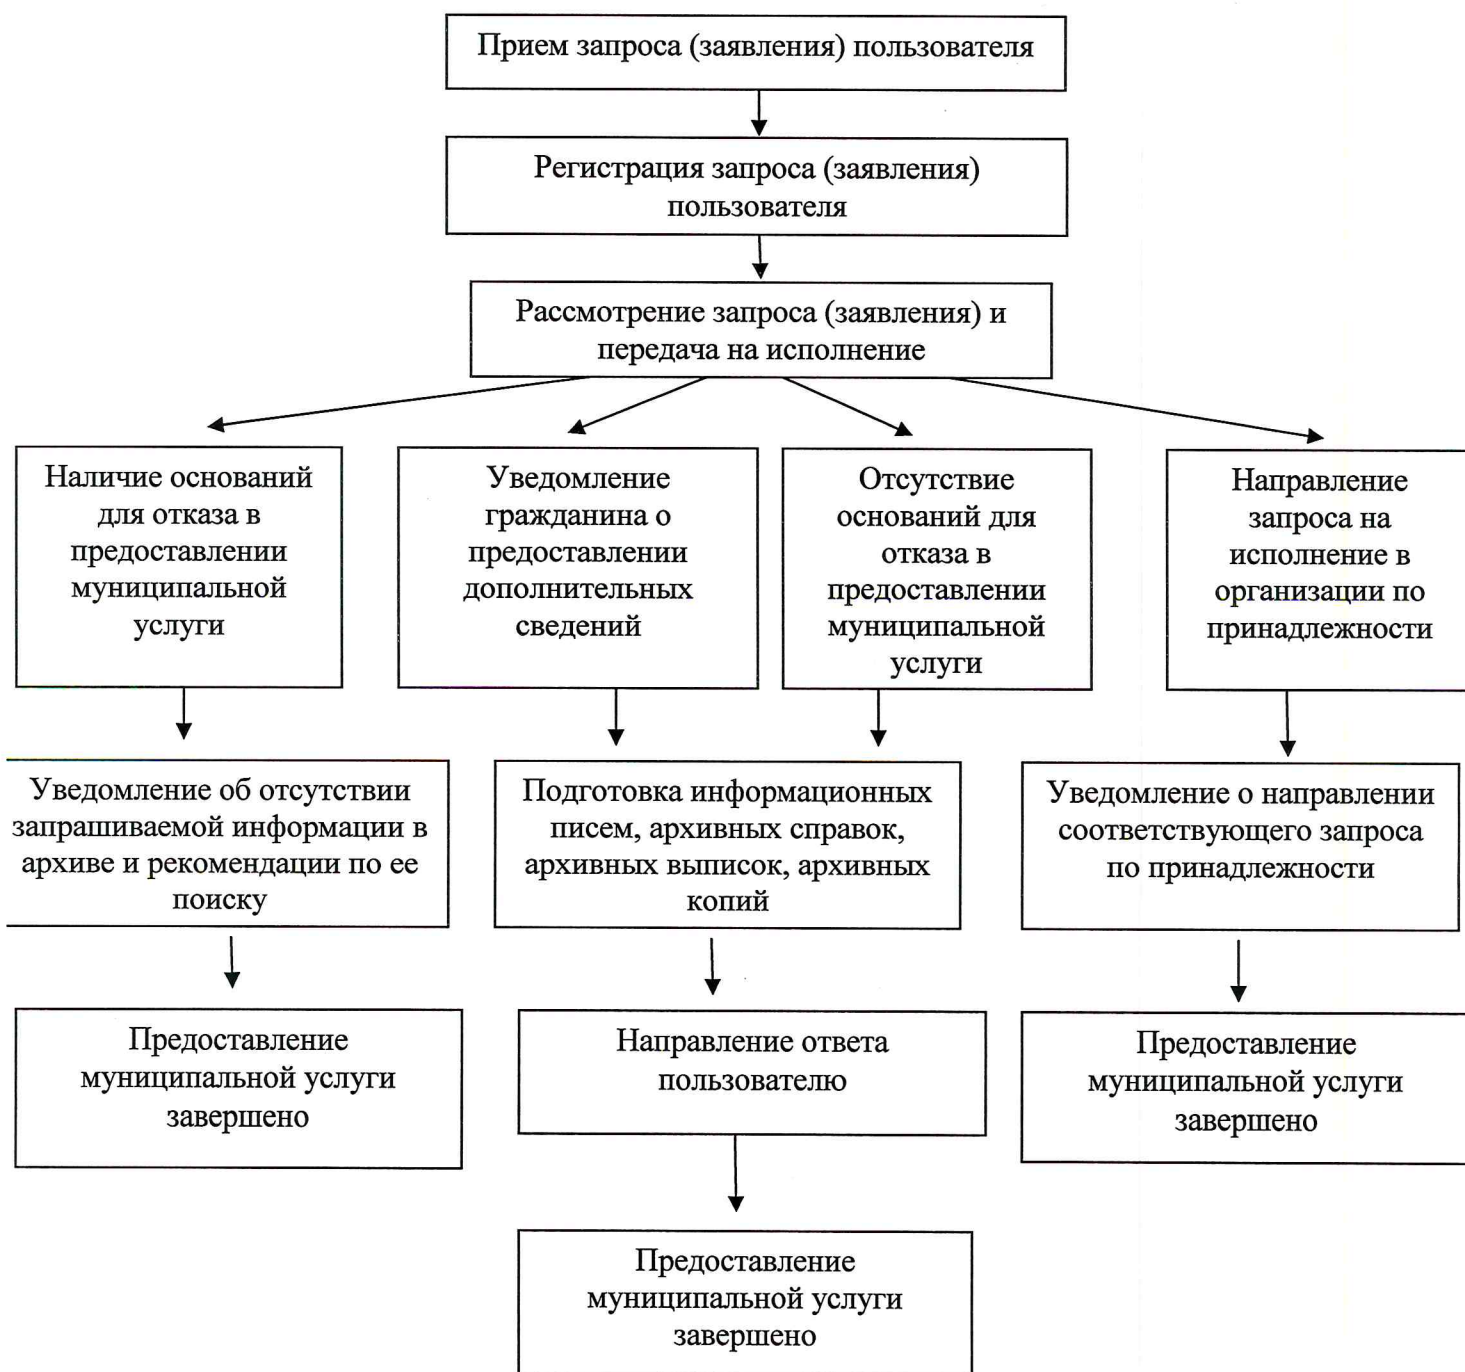 Прием запроса (заявления) пользователя
Регистрация запроса (заявления)
пользователя
Рассмотрение запроса (заявления) и
передача на исполнение
Наличие оснований
для отказа в
предоставлении
муниципальной
услуги
Уведомление
гражданина о
предоставлении
дополнительных
сведений
Отсутствие
оснований для
отказа в
предоставлении
муниципальной
услуги
Направление
запроса на
исполнение в
организации по
принадлежности
Уведомление об отсутствии
запрашиваемой информации в
архиве и рекомендации по ее
поиску
Подготовка информационных
писем, архивных справок,
архивных выписок, архивных
копий
Уведомление о направлении
соответствующего запроса
по принадлежности
Предоставление
муниципальной услуги
завершено
Направление ответа
пользователю
Предоставление
муниципальной услуги
завершено
Предоставление
муниципальной услуги
завершено